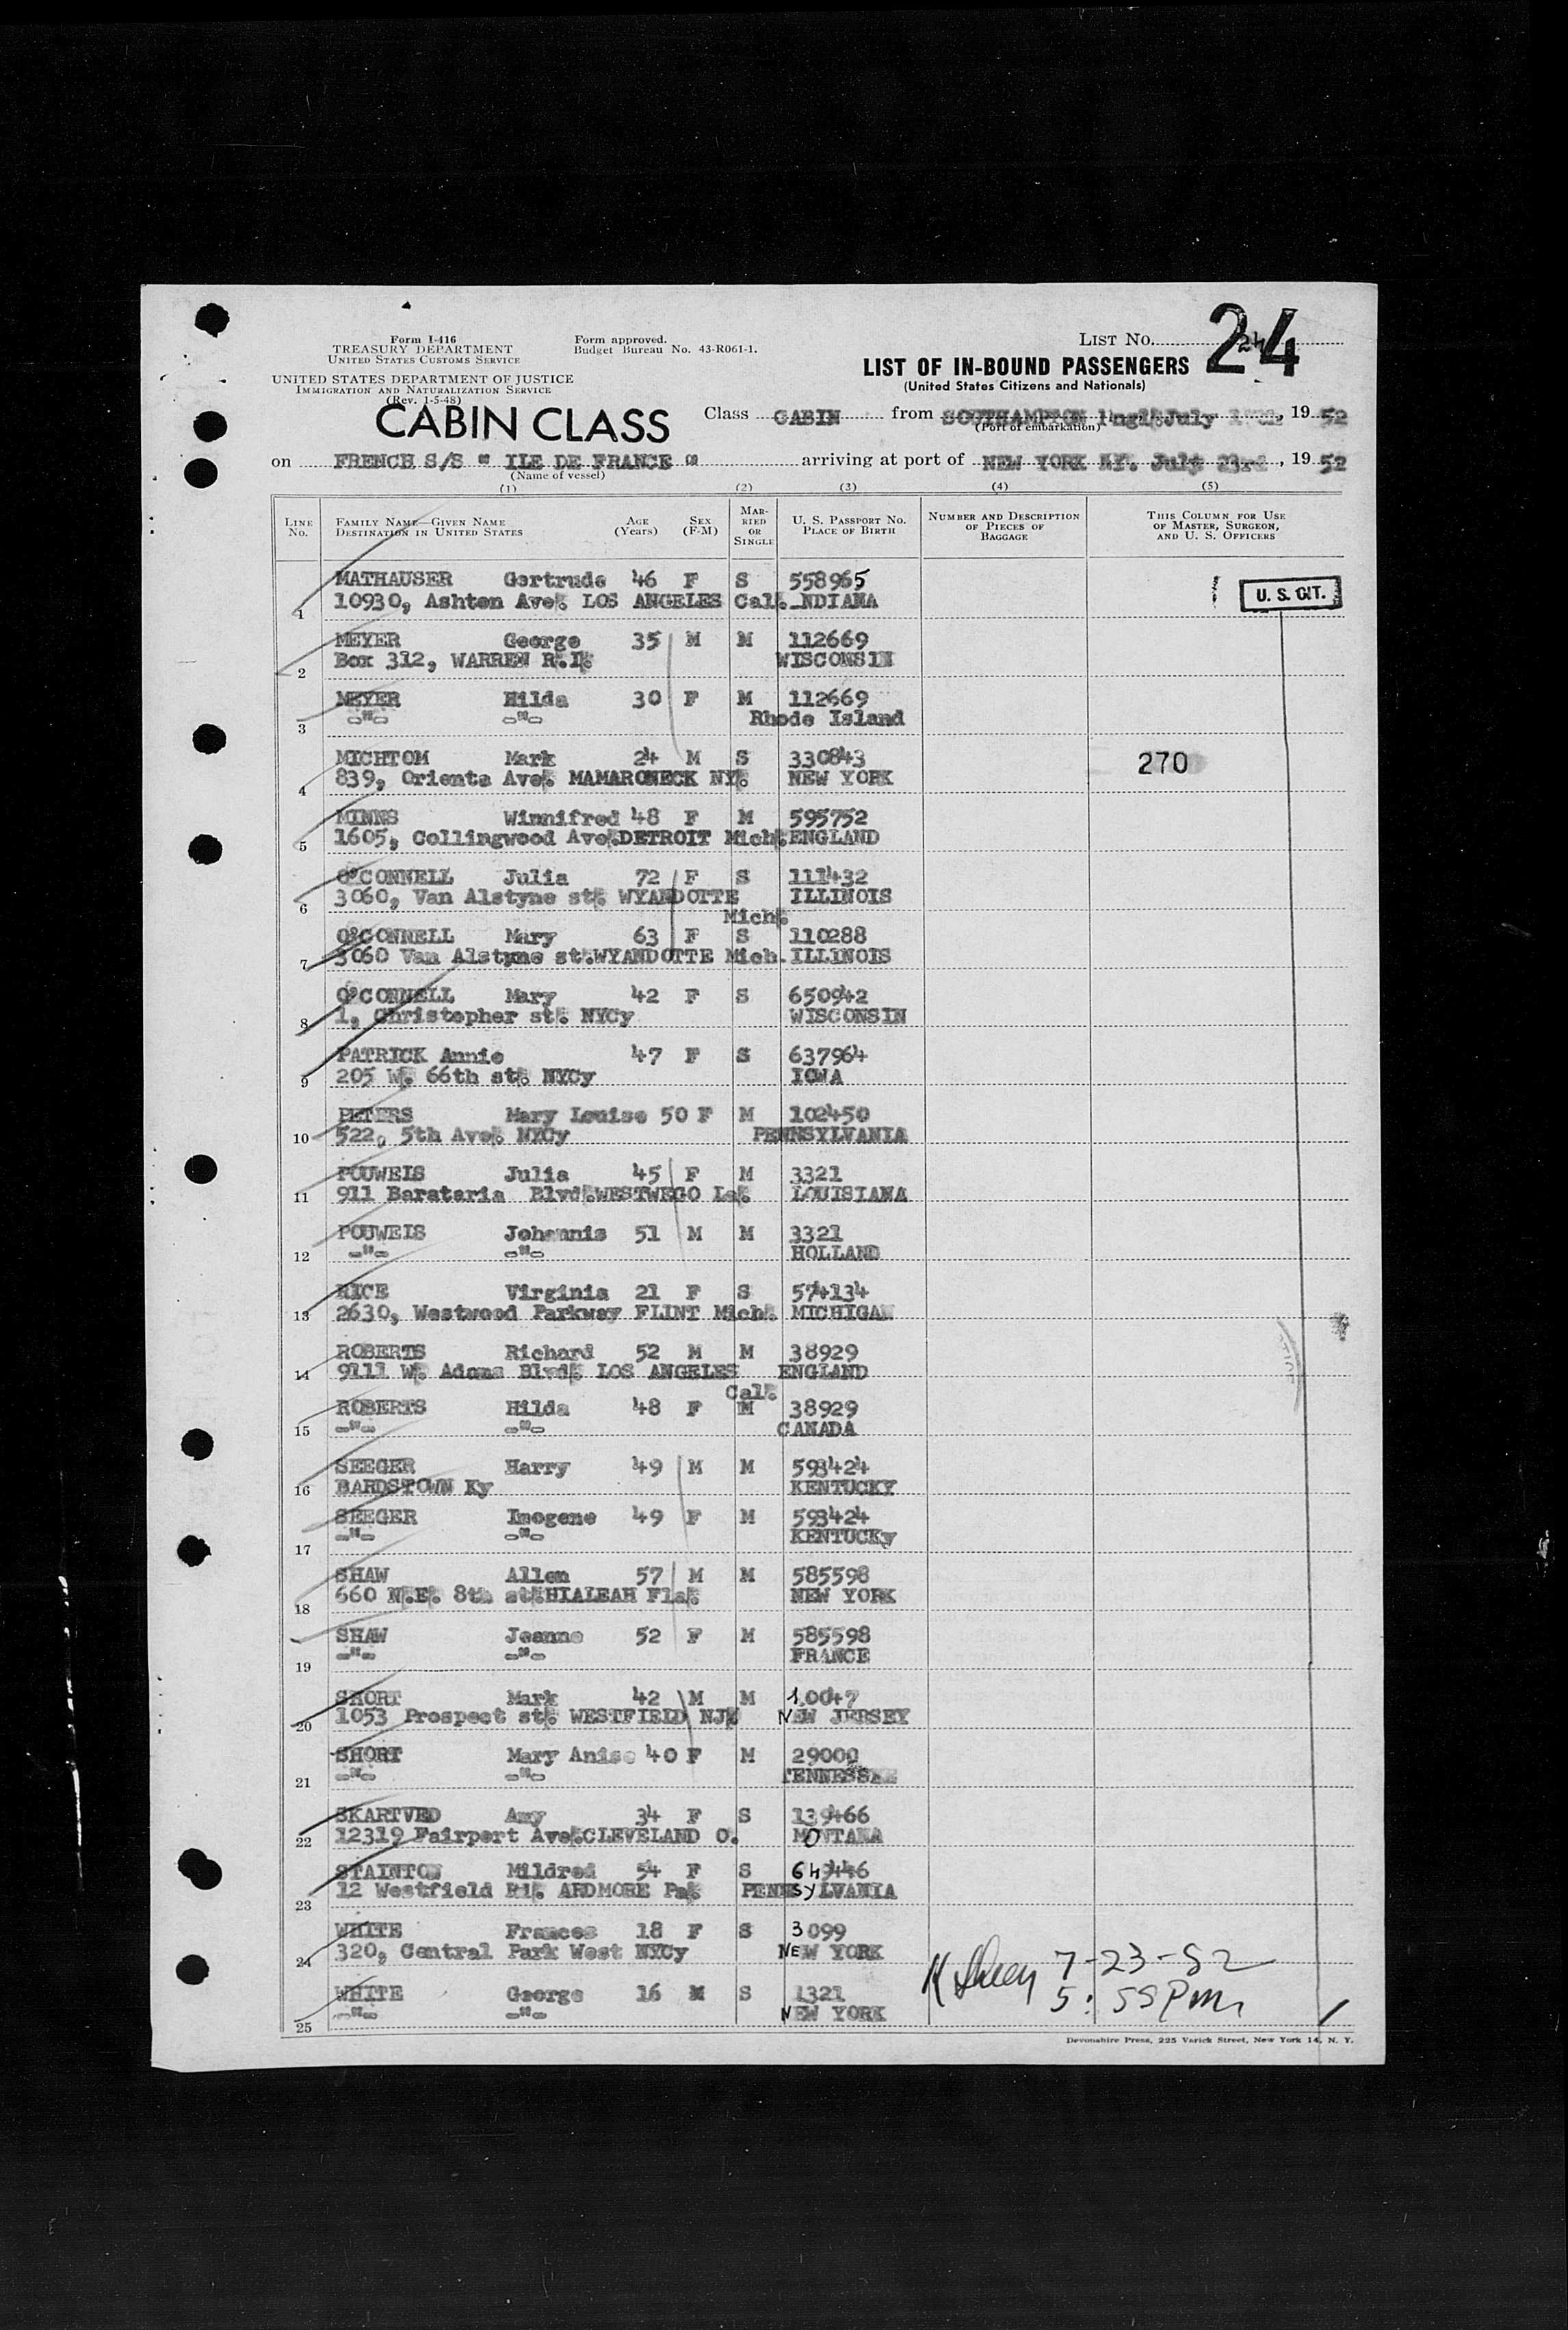 Form I-416
TREASURY DEPARTMENT
UNITED STATES CUSTOMS SERVICE
Form approved.
Budget Bureau No. 43-R061-1.
LIST No. 24
24
LIST OF IN-BOUND PASSENGERS
(United States Citizens and Nationals)
UNITED STATES DEPARTMENT OF JUSTICE
IMMIGRATION AND NATURALIZATION SERVICE
(Rev. 1-5-48)
CABIN CLASS
Class CABIN from SOUTHAMPTON July , 19 52
(Port of embarkation)
on FRENCH S/S " ILE DE FRANCE " arriving at port of NEW YORK NY. July 23rd , 19 52
(Name of vessel)
(1) (2) (3) (4) (5)
LINE No. FAMILY NAME—GIVEN NAME DESTINATION IN UNITED STATES AGE (Years) SEX (F-M) MARRIED OR SINGLE U. S. PASSPORT No. PLACE OF BIRTH NUMBER AND DESCRIPTION OF PIECES OF BAGGAGE THIS COLUMN FOR USE OF MASTER, SURGEON, AND U. S. OFFICERS
MATHAUSER Gertrude 46 F S 558965
1 10930, Ashton Ave. LOS ANGELES Cal. NDIANA U. S. CIT.
MEYER George 35 M M 112669
2 Box 312, WARREN R.I. WISCONSIN
MEYER Hilda 30 F M 112669
3 -"- -"- Rhode Island
MICHTOM Mark 24 M S 330843 270
4 839, Orienta Ave. MAMARONECK NY. NEW YORK
MINNS Winnifred 48 F M 595752
5 1605, Collingwood Ave.DETROIT Mich.ENGLAND
O'CONNELL Julia 72 F S 111432
6 3060, Van Alstyne st. WYANDOTTE ILLINOIS
Mich.
O'CONNELL Mary 63 F S 110288
7 3060 Van Alstyne st.WYANDOTTE Mich. ILLINOIS
O'CONNELL Mary 42 F S 650942
8 1, Christopher st. NYCy WISCONSIN
PATRICK Annie 47 F S 637964
9 205 W. 66th st. NYCy IOWA
PETERS Mary Louise 50 F M 102450
10 522, 5th Ave. NYCy PENNSYLVANIA
POUWEIS Julia 45 F M 3321
11 911 Barataria Blvd.WESTWEGO La. LOUISIANA
POUWEIS Johannis 51 M M 3321
12 -"- -"- HOLLAND
RICE Virginia 21 F S 574134
13 2630, Westwood Parkway FLINT Mich. MICHIGAN
ROBERTS Richard 52 M M 38929
14 9111 W. Adams Blvd. LOS ANGELES ENGLAND
Cal.
ROBERTS Hilda 48 F M 38929
15 -"- -"- CANADA
SEEGER Harry 49 M M 593424
16 BARDSTOWN Ky KENTUCKY
SEEGER Imogene 49 F M 593424
17 -"- -"- KENTUCKy
SHAW Allen 57 M M 585598
18 660 N.E. 8th st.HIALEAH Fla. NEW YORK
SHAW Jeanne 52 F M 585598
19 -"- -"- FRANCE
SHORT Mark 42 M M 10047
20 1053 Prospect st. WESTFIELD NJ. NEW JERSEY
SHORT Mary Anise 40 F M 29000
21 -"- -"- TENNESSEE
SKARTVED Amy 34 F S 139466
22 12319 Fairport Ave.CLEVELAND O. MONTANA
STAINTON Mildred 54 F S
23 12 Westfield Rd. ARDMORE Pa. PENNSYLVANIA
WHITE Frances 18 F S 3099
24 320, Central Park West NYCy NEW YORK
WHITE George 16 M S 1321
25 -"- -"- NEW YORK
7-23-52
5:55 Pm
Devonshire Press, 225 Varick Street, New York 14, N. Y.